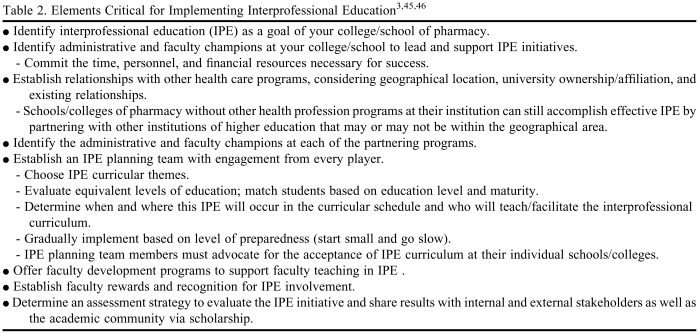 Table 2. Elements Critical for Implementing Interprofessional Education3,45,46
● Identify interprofessional education (IPE) as a goal of your college/school of pharmacy.
● Identify administrative and faculty champions at your college/school to lead and support IPE initiatives.
- Commit the time, personnel, and financial resources necessary for success.
● Establish relationships with other health care programs, considering geographical location, university ownership/affiliation, and
existing relationships.
- Schools/colleges of pharmacy without other health profession programs at their institution can still accomplish effective IPE by
partnering with other institutions of higher education that may or may not be within the geographical area.
● Identify the administrative and faculty champions at each of the partnering programs.
● Establish an IPE planning team with engagement from every player.
- Choose IPE curricular themes.
- Evaluate equivalent levels of education; match students based on education level and maturity.
- Determine when and where this IPE will occur in the curricular schedule and who will teach/facilitate the interprofessional
curriculum.
- Gradually implement based on level of preparedness (start small and go slow).
- IPE planning team members must advocate for the acceptance of IPE curriculum at their individual schools/colleges.
● Offer faculty development programs to support faculty teaching in IPE .
● Establish faculty rewards and recognition for IPE involvement.
● Determine an assessment strategy to evaluate the IPE initiative and share results with internal and external stakeholders as well as
the academic community via scholarship.